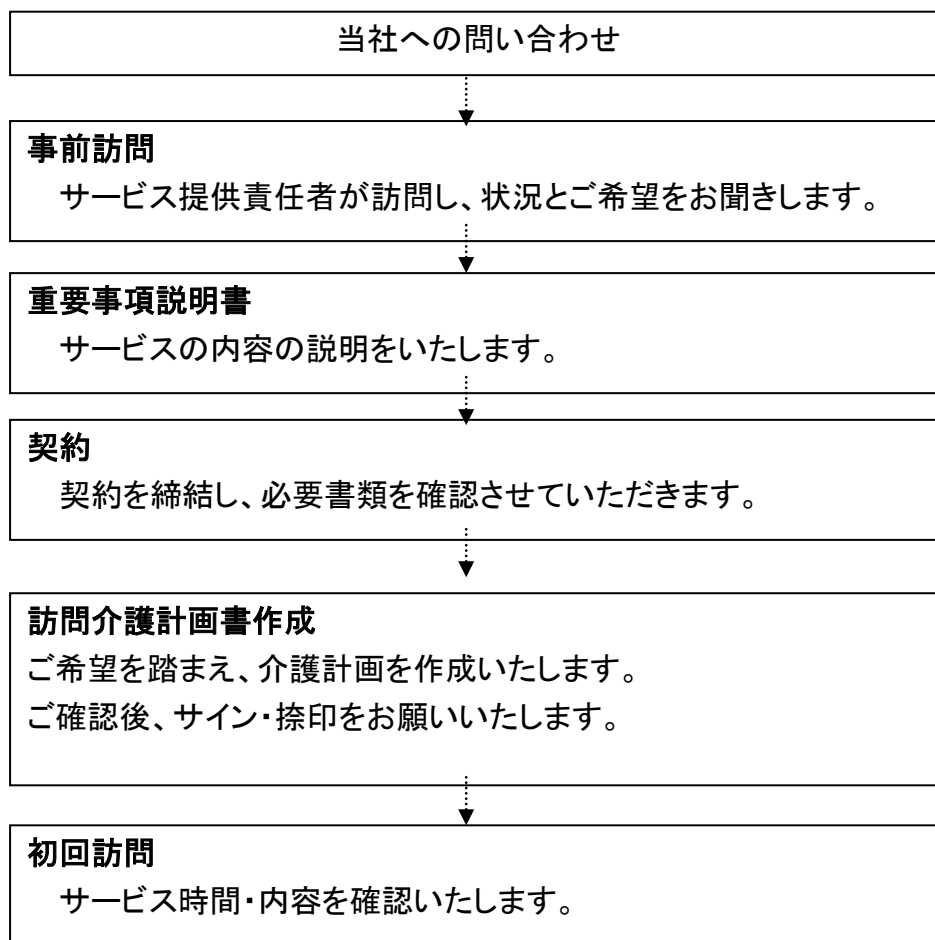 当社への問い合わせ
事前訪問
サービス提供責任者が訪問し、状況とご希望をお聞きします。
重要事項説明書
サービスの内容の説明をいたします。
契約
契約を締結し、必要書類を確認させていただきます。
訪問介護計画書作成
ご希望を踏まえ、介護計画を作成いたします。
ご確認後、サイン・捺印をお願いいたします。
初回訪問
サービス時間・内容を確認いたします。